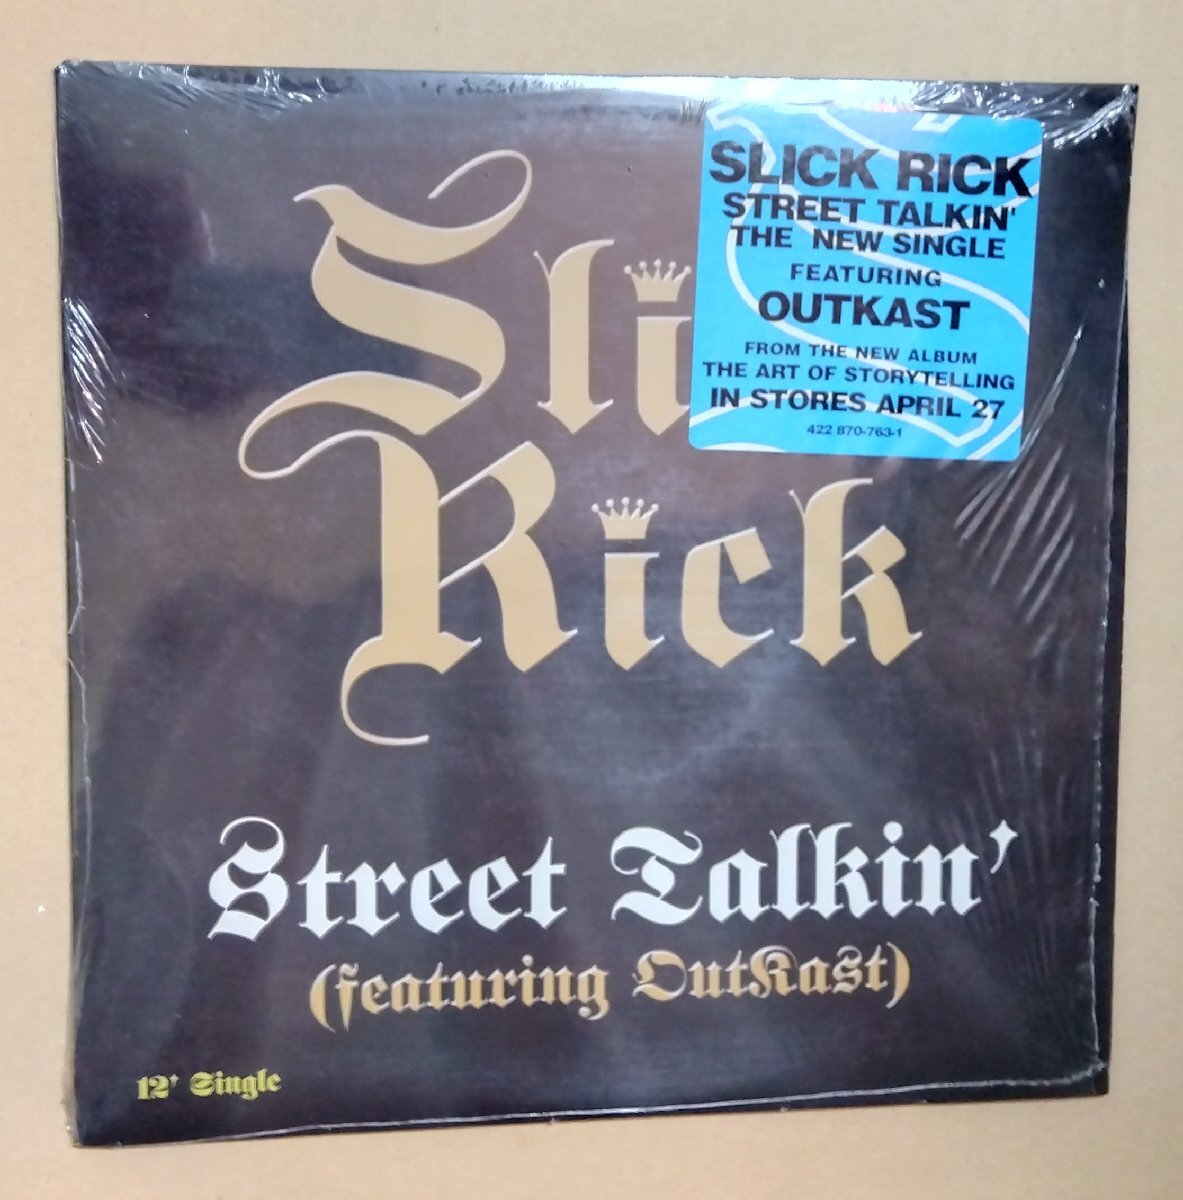 Sli
Rick
SLICK RICK
STREET TALKIN'
THE NEW SINGLE
FEATURING
OUTKAST
FROM THE NEW ALBUM
THE ART OF STORYTELLING
IN STORES APRIL 27
422 870-763-1
Street Talkin'
(featuring OutKast)
12' Single